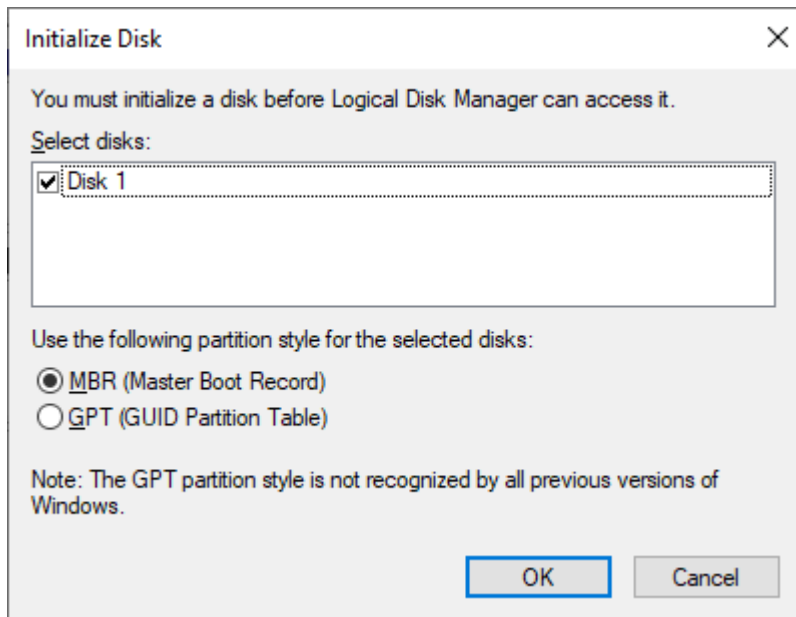 Initialize Disk
You must initialize a disk before Logical Disk Manager can access it.
Select disks:
Disk 1
Use the following partition style for the selected disks:
MBR (Master Boot Record)
GPT (GUID Partition Table)
Note: The GPT partition style is not recognized by all previous versions of
Windows.
OK
Cancel